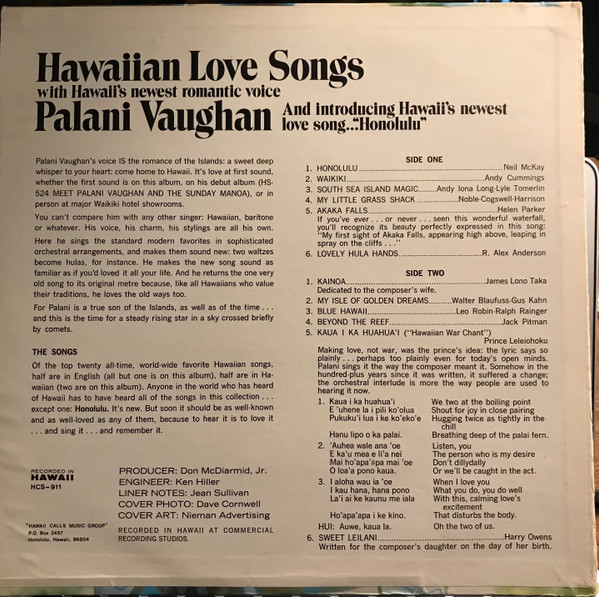 Hawaiian Love Songs
with Hawaii's newest romantic voice
Palani Vaughan
And introducing Hawaii's newest
love song..."Honolulu"
Palani Vaughan's voice IS the romance of the Islands: a sweet deep
whisper to your heart: come home to Hawaii. It's love at first sound,
whether the first sound is on this album, on his debut album (HS-
524 MEET PALANI VAUGHAN AND THE SUNDAY MANOA), or in
person at major Waikiki hotel showrooms.
You can't compare him with any other singer: Hawaiian, baritone
or whatever. His voice, his charm, his stylings are all his own.
Here he sings the standard modern favorites in sophisticated
orchestral arrangements, and makes them sound new: two waltzes
become hulas, for instance. He makes the new song sound as
familiar as if you'd loved it all your life. And he returns the one very
old song to its original metre because, like all Hawaiians who value
their traditions, he loves the old ways too.
For Palani is a true son of the Islands, as well as of the time . . .
and this is the time for a steady rising star in a sky crossed briefly
by comets.
THE SONGS
Of the top twenty all-time, world-wide favorite Hawaiian songs,
half are in English (all but one is on this album), half are in Ha-
waiian (two are on this album). Anyone in the world who has heard
of Hawaii has to have heard all of the songs in this collection . . .
except one: Honolulu. It's new. But soon it should be as well-known
and as well-loved as any of them, because to hear it is to love it
. . . and sing it . . . and remember it.
RECORDED IN
HAWAII
HCS-911
"HAWAII CALLS MUSIC GROUP"
P.O. Box 2457
Honolulu, Hawaii, 96804
PRODUCER: Don McDiarmid, Jr.
ENGINEER: Ken Hiller
LINER NOTES: Jean Sullivan
COVER PHOTO: Dave Cornwell
COVER ART: Nieman Advertising
RECORDED IN HAWAII AT COMMERCIAL
RECORDING STUDIOS.
SIDE ONE
1. HONOLULU...Neil McKay
2. WAIKIKI...Andy Cummings
3. SOUTH SEA ISLAND MAGIC...Andy Iona Long-Lyle Tomerlin
4. MY LITTLE GRASS SHACK...Noble-Cogswell-Harrison
5. AKAKA FALLS...Helen Parker
If you've ever . . . or never . . . seen this wonderful waterfall,
you'll recognize its beauty perfectly expressed in this song:
"My first sight of Akaka Falls, appearing high above, leaping in
spray on the cliffs . . ."
6. LOVELY HULA HANDS...R. Alex Anderson
SIDE TWO
1. KAINOA...James Lono Taka
Dedicated to the composer's wife.
2. MY ISLE OF GOLDEN DREAMS...Walter Blaufuss-Gus Kahn
3. BLUE HAWAII...Leo Robin-Ralph Rainger
4. BEYOND THE REEF...Jack Pitman
5. KAUA I KA HUAHUA'I ("Hawaiian War Chant")
Prince Leleiohoku
Making love, not war, was the prince's idea: the lyric says so
plainly . . . perhaps too plainly even for today's open minds.
Palani sings it the way the composer meant it. Somehow in the
hundred-plus years since it was written, it suffered a change;
the orchestral interlude is more the way people are used to
hearing it now.
1. Kaua i ka huahua'i We two at the boiling point
E 'uhene la i pili ko'olua Shout for joy in close pairing
Pukuku'i lua i ke ko'eko'e Hugging twice as tightly in the
chill
Hanu lipo o ka palai. Breathing deep of the palai fern.
2. 'Auhea wale ana 'oe Listen, you
E ka'u mea e li'a nei The person who is my desire
Mai ho'apa'apa mai 'oe Don't dillydally
O loa'a pono kaua. Or we'll be caught in the act.
3. I aloha wau ia 'oe When I love you
I kau hana, hana pono What you do, you do well
La'i ai ke kaunu me iala With this, calming love's
excitement
Ho'apa'apa i ke kino. That disturbs the body.
HUI: Auwe, kaua la. Oh the two of us.
6. SWEET LEILANI...Harry Owens
Written for the composer's daughter on the day of her birth.